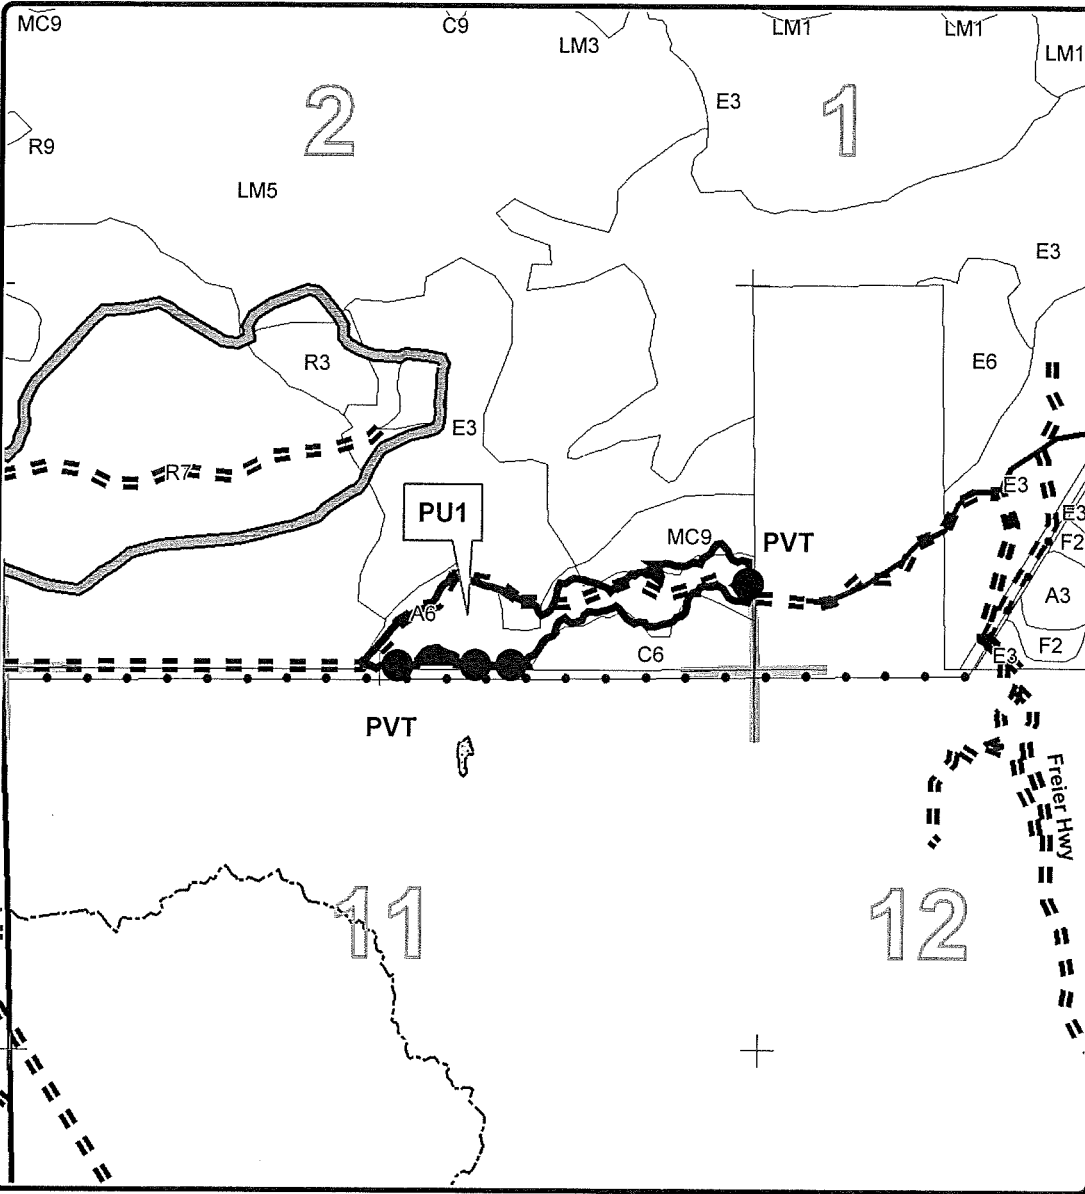 MC9
C9
LM3
LM1
LM1
LM1
2
E3
1
R9
LM5
E3
R3
E6
E3
R7
E3
PU1
E3
MC9
PVT
F2
A3
A6
F2
C6
E3
PVT
Freier Hwy
11
12